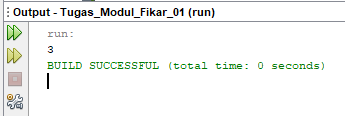 Output - Tugas_Modul_Fikar_01 (run)
run:
3
BUILD SUCCESSFUL (total time: 0 seconds)